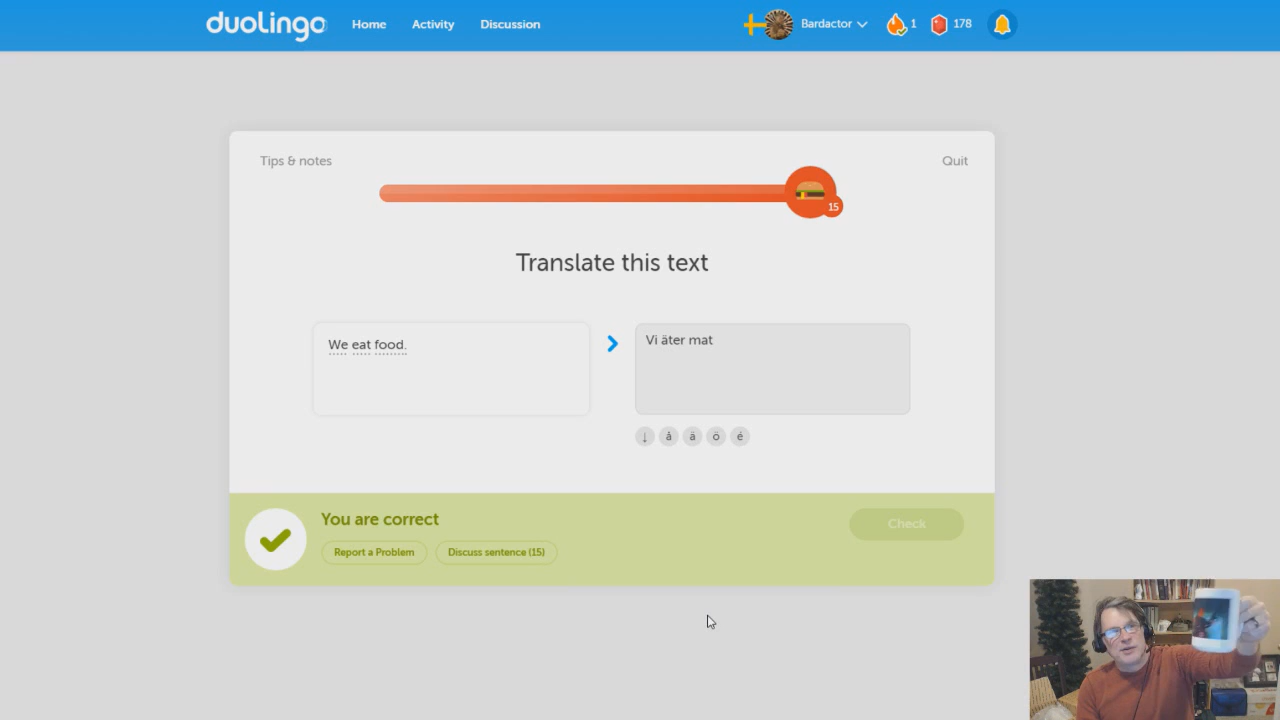 duolingo Home Activity Discussion Bardactor 1 178
Tips & notes Quit
15
Translate this text
We eat food. Vi äter mat
↓ å ä ö é
You are correct Check
Report a Problem Discuss sentence (15)